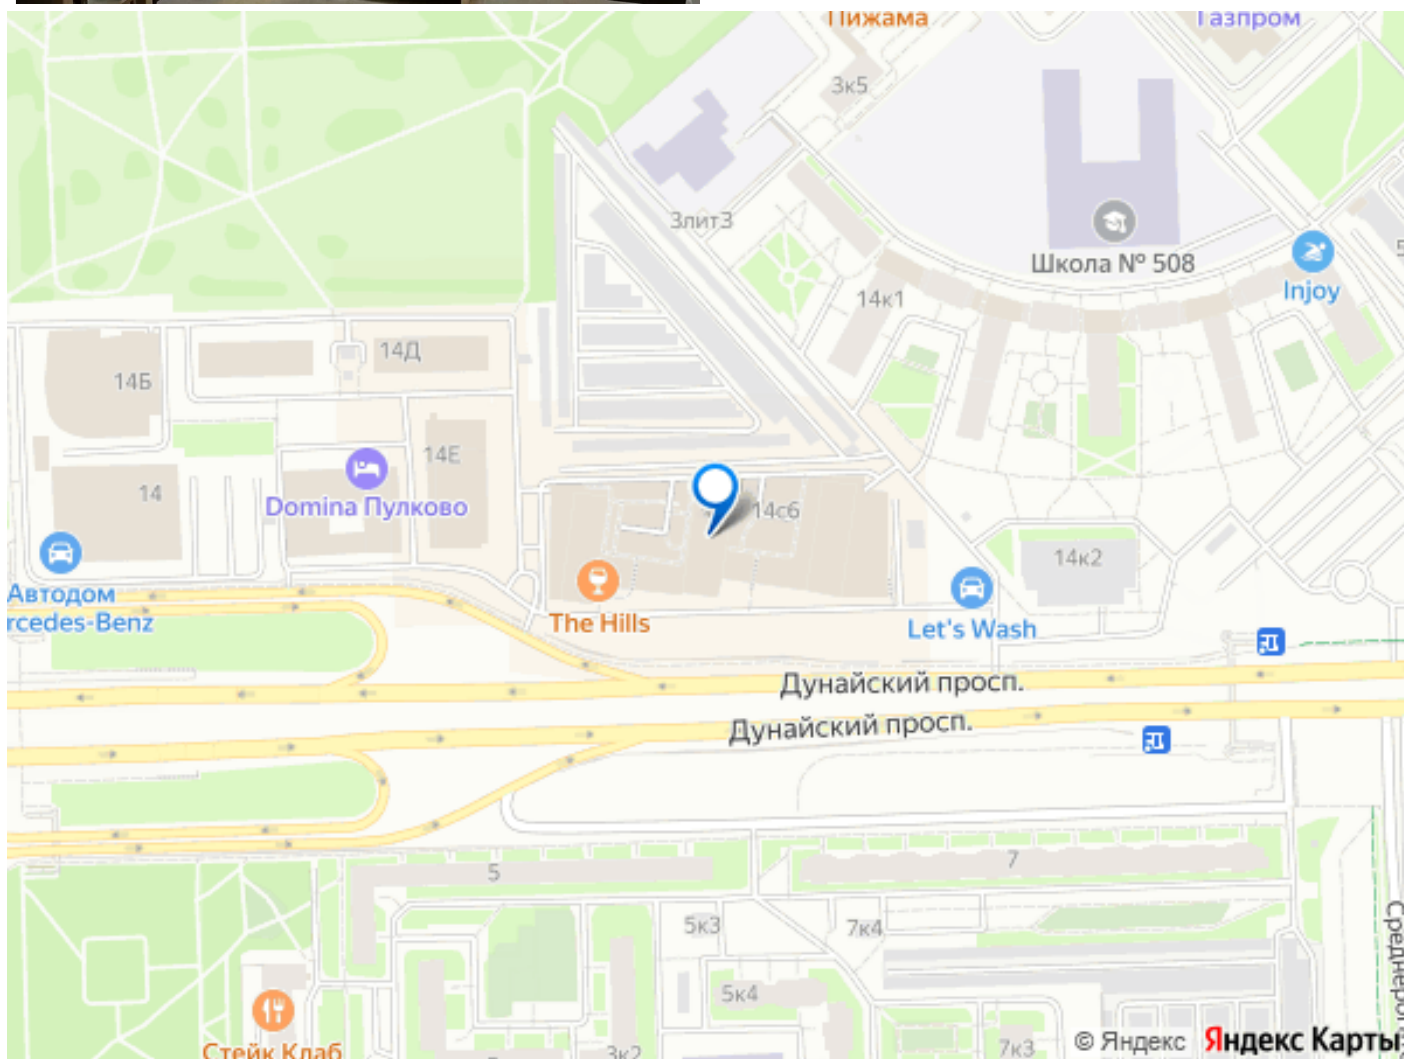 Пижама
Газпром
3к5
3лит3
Школа № 508
Injoy
14к1
14Д
14Б
14Е
14
Domina Пулково
14с6
14к2
Автодом
rcedes-Benz
The Hills
Let's Wash
Дунайский просп.
Дунайский просп.
5
7
5к3
7к4
5к4
Стейк Клаб
3к2
7к3
© Яндекс Яндекс Карты